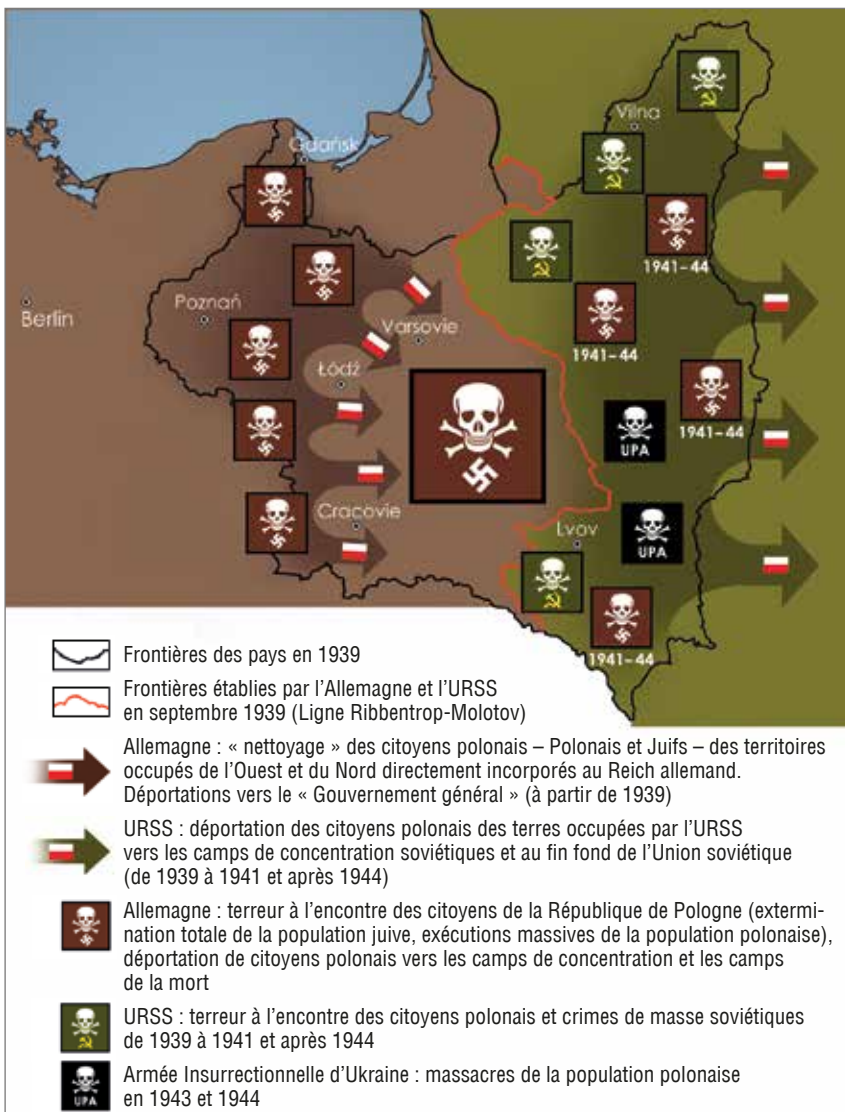 Gdańsk
Vilna
1941–44
Berlin
Poznań
Varsovie
1941–44
Łódź
1941–44
UPA
Cracovie
Lvov
UPA
1941–44
Frontières des pays en 1939
Frontières établies par l’Allemagne et l’URSS
en septembre 1939 (Ligne Ribbentrop-Molotov)
Allemagne : « nettoyage » des citoyens polonais – Polonais et Juifs – des territoires
occupés de l’Ouest et du Nord directement incorporés au Reich allemand.
Déportations vers le « Gouvernement général » (à partir de 1939)
URSS : déportation des citoyens polonais des terres occupées par l’URSS
vers les camps de concentration soviétiques et au fin fond de l’Union soviétique
(de 1939 à 1941 et après 1944)
Allemagne : terreur à l’encontre des citoyens de la République de Pologne (extermi-
nation totale de la population juive, exécutions massives de la population polonaise),
déportation de citoyens polonais vers les camps de concentration et les camps
de la mort
URSS : terreur à l’encontre des citoyens polonais et crimes de masse soviétiques
de 1939 à 1941 et après 1944
UPA
Armée Insurrectionnelle d’Ukraine : massacres de la population polonaise
en 1943 et 1944